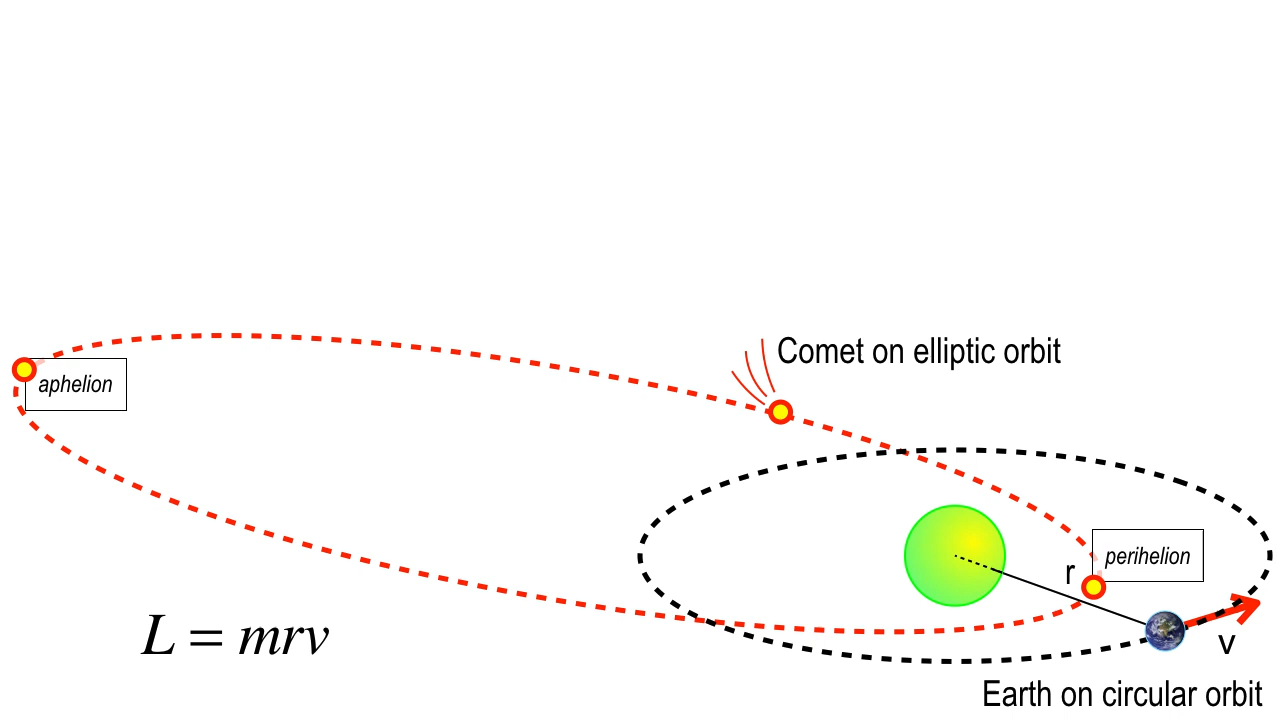 Comet on elliptic orbit
aphelion
perihelion
r
L = mrv
v
Earth on circular orbit